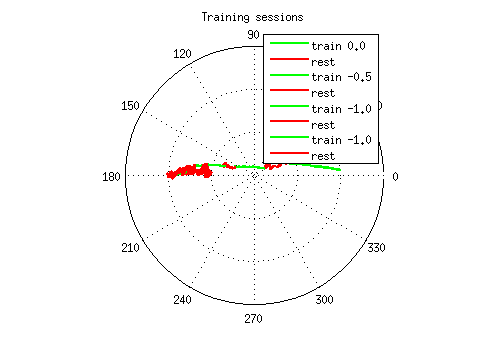 Training sessions
90
120
150
180
210
240
270
300
330
0
train 0.0
rest
train -0.5
rest
train -1.0
rest
train -1.0
rest